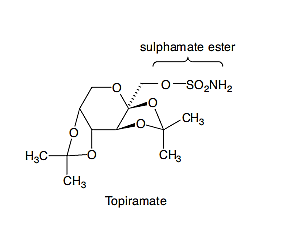 sulphamate ester
O
O
SO2NH2
O
O
O
CH3
CH3
O
H3C
O
CH3
Topiramate